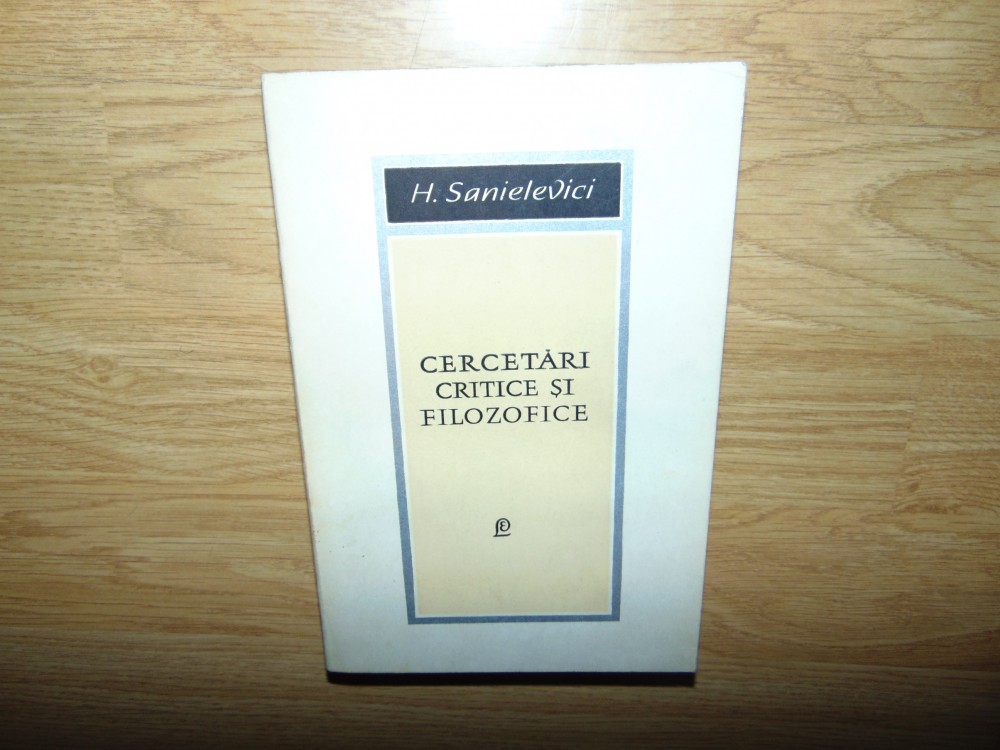 H. Sanielevici
CERCETĂRI
CRITICE ȘI
FILOZOFICE